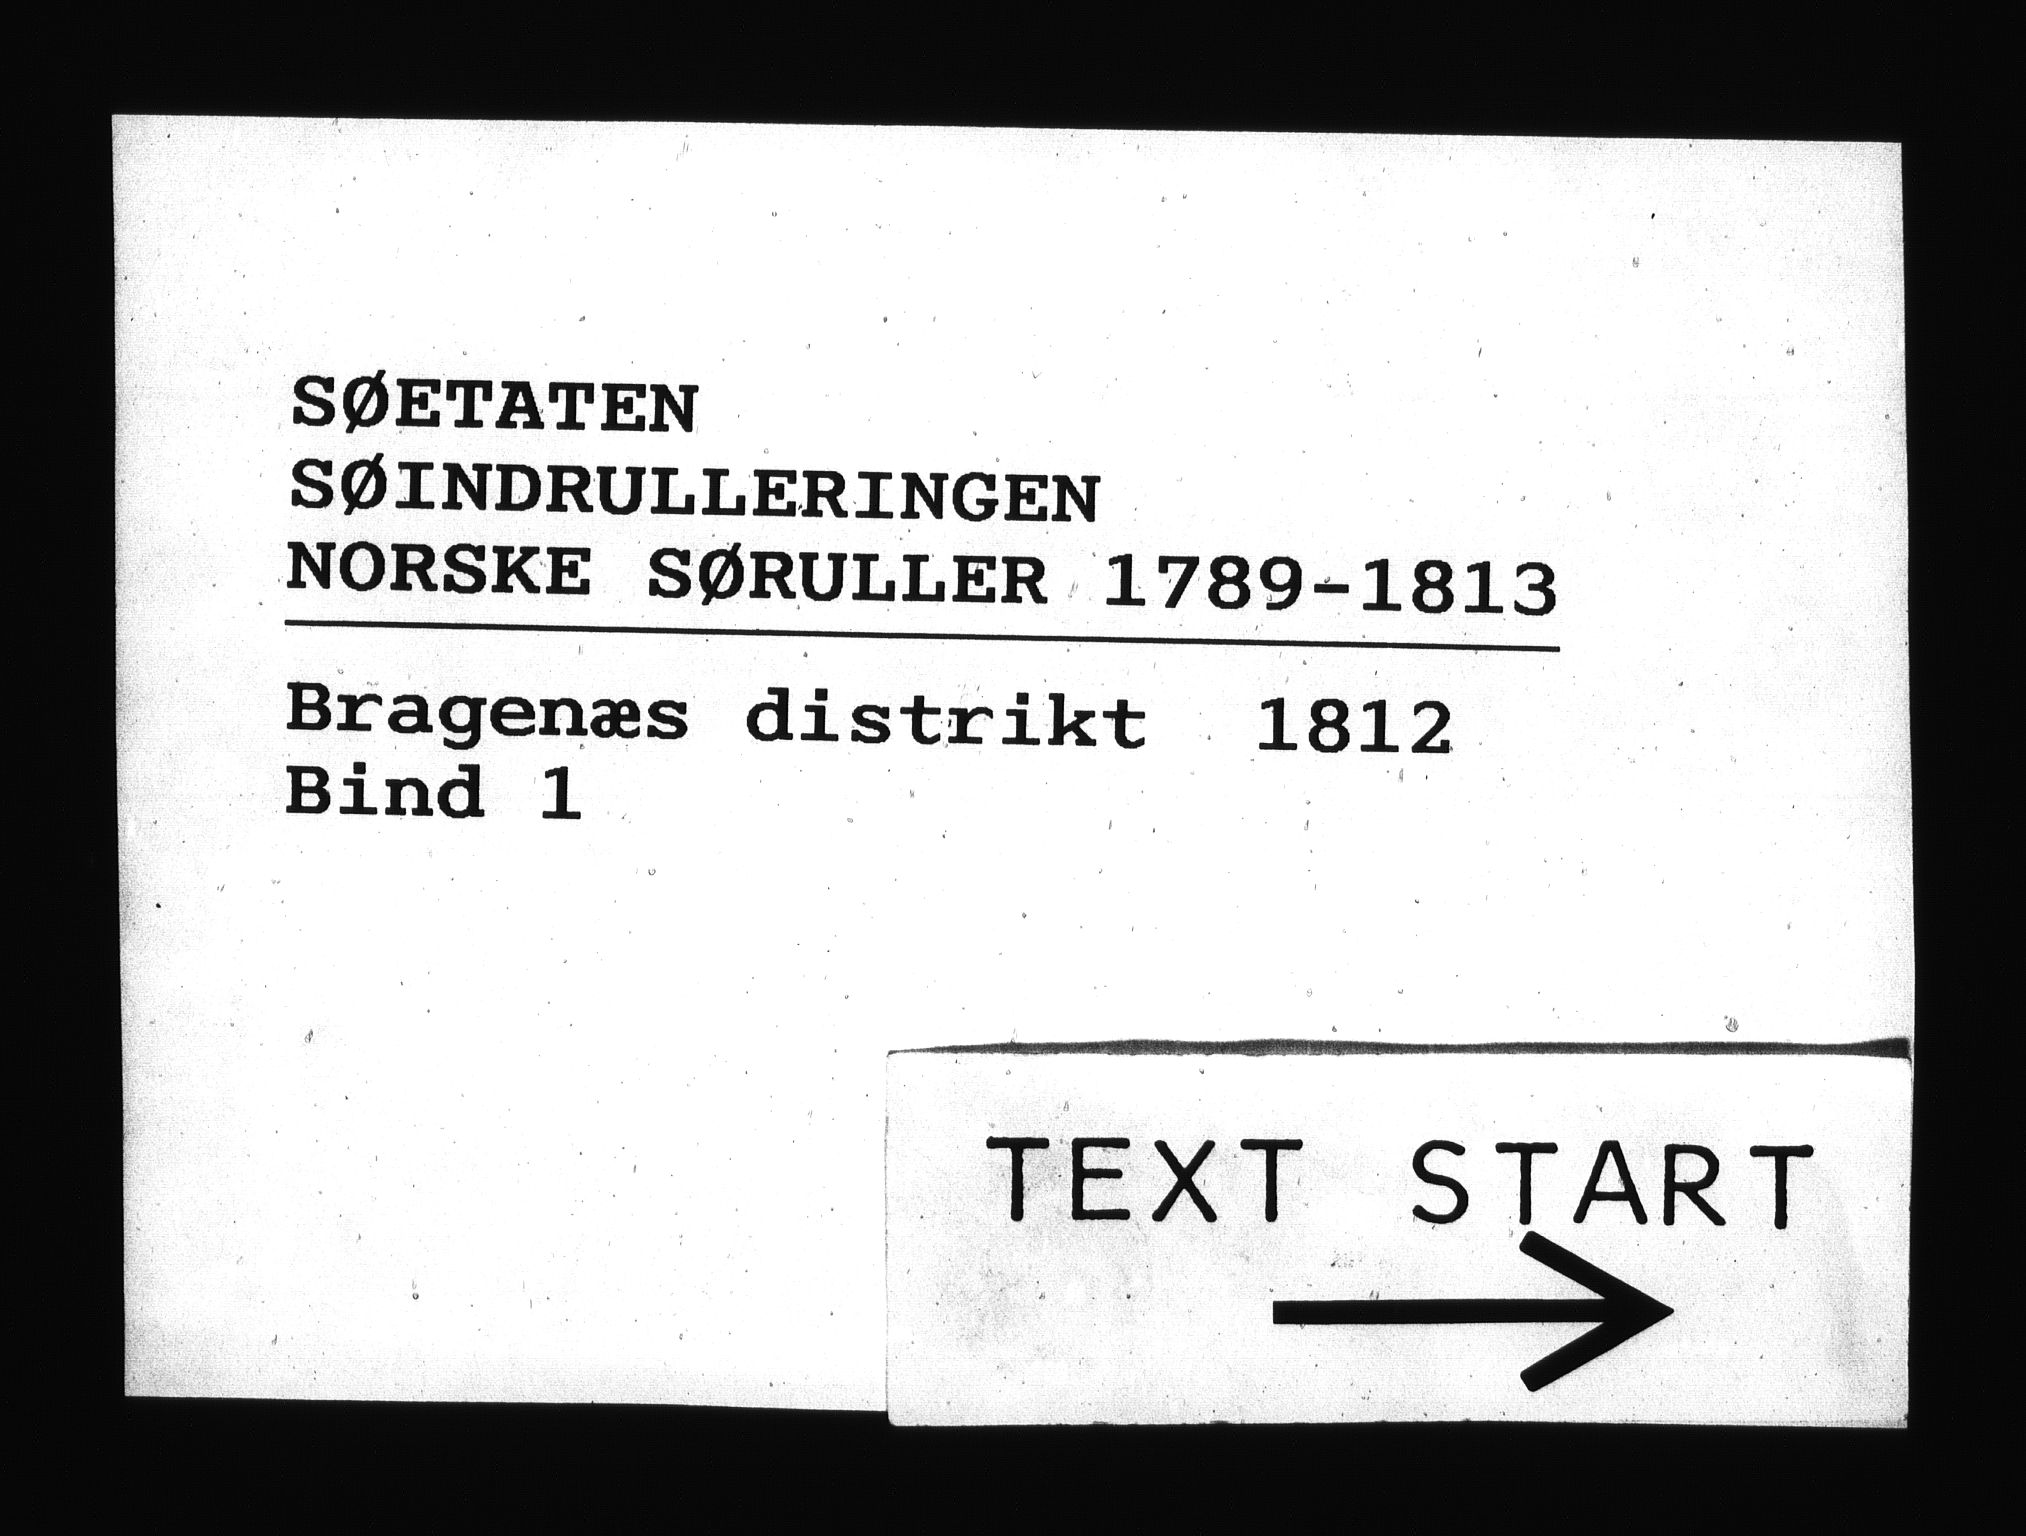 SØETATEN
SØINDRULLERINGEN
NORSKE SØRULLER 1789-1813
Bragenæs distrikt 1812
Bind 1
TEXT START